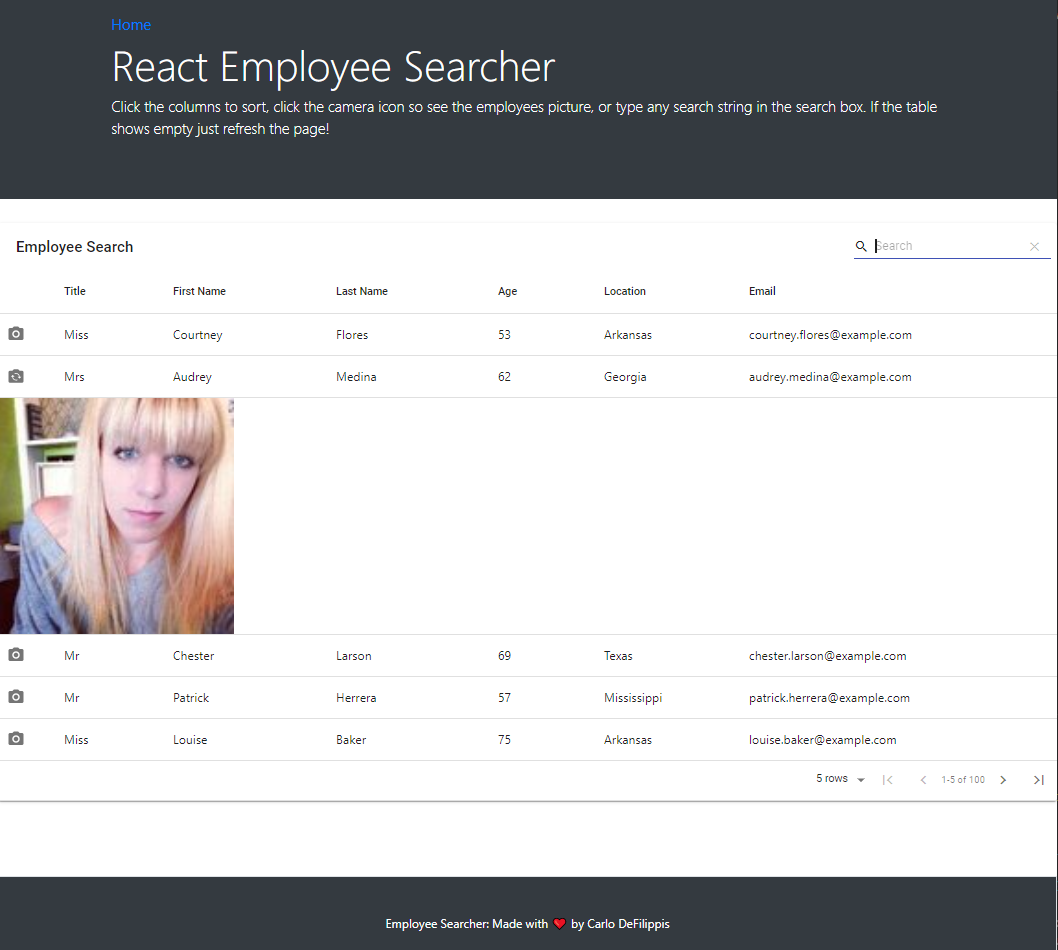 Home
React Employee Searcher
Click the columns to sort, click the camera icon so see the employees picture, or type any search string in the search box. If the table
shows empty just refresh the page!
Employee Search
Search
Title First Name Last Name Age Location Email
Miss Courtney Flores 53 Arkansas courtney.flores@example.com
Mrs Audrey Medina 62 Georgia audrey.medina@example.com
Mr Chester Larson 69 Texas chester.larson@example.com
Mr Patrick Herrera 57 Mississippi patrick.herrera@example.com
Miss Louise Baker 75 Arkansas louise.baker@example.com
5 rows 1-5 of 100
Employee Searcher: Made with ❤️ by Carlo DeFilippis